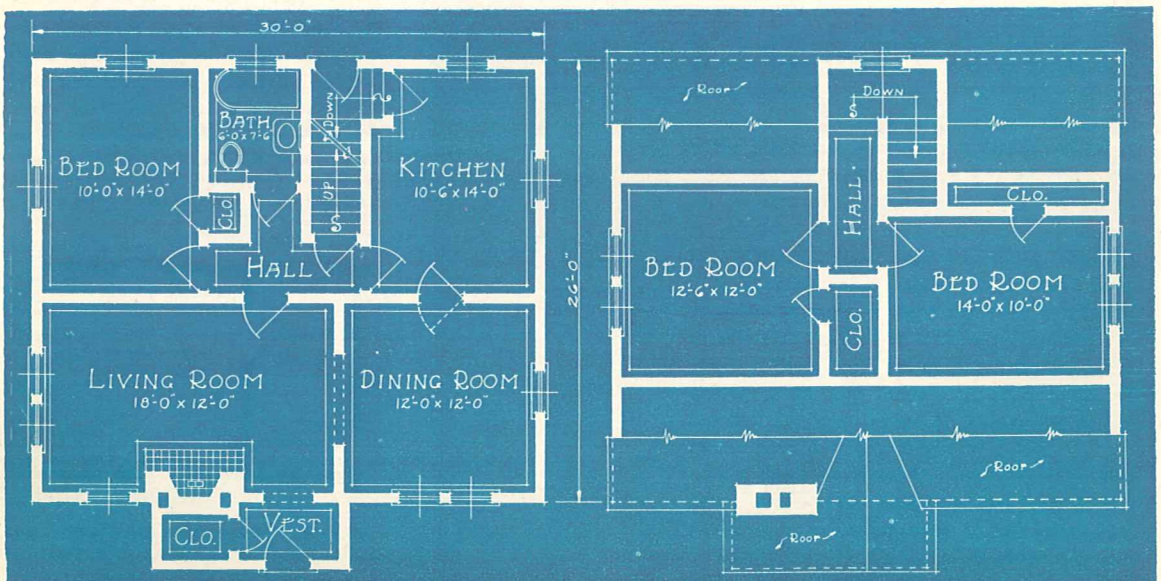 30'-0"
BED ROOM
10'-0" x 14'-0"
BATH
6'-0 x 7'-6
DOWN
UP
KITCHEN
10'-6" x 14'-0"
CLO.
HALL
LIVING ROOM
18'-0" x 12'-0"
DINING ROOM
12'-0 x 12'-0"
CLO.
VEST.
26'-0"
ROOF
DOWN
HALL
CLO.
BED ROOM
12'-6" x 12'-0"
BED ROOM
14'-0" x 10'-0"
CLO.
ROOF
ROOF